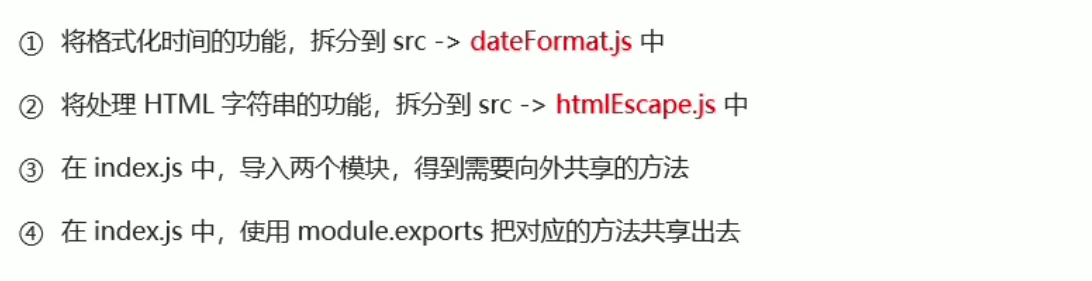 ① 将格式化时间的功能，拆分到 src -> dateFormat.js 中
② 将处理 HTML 字符串的功能，拆分到 src -> htmlEscape.js 中
③ 在 index.js 中，导入两个模块，得到需要向外共享的方法
④ 在 index.js 中，使用 module.exports 把对应的方法共享出去